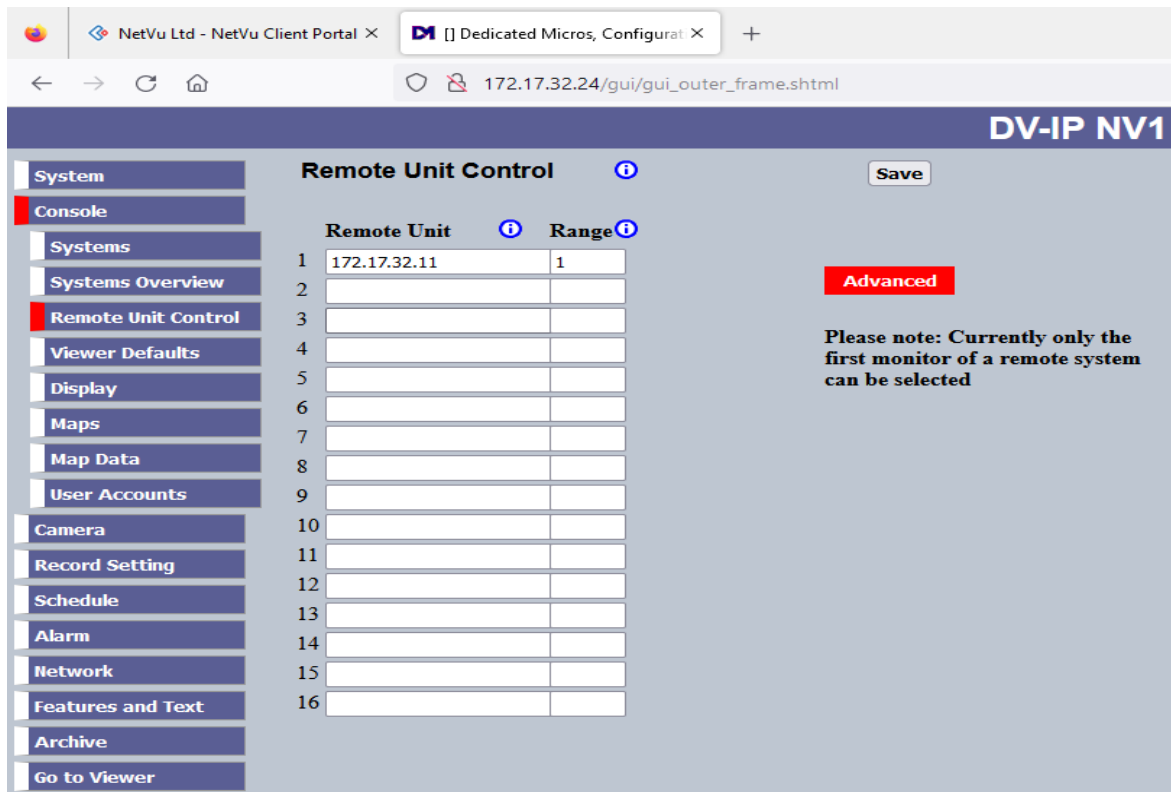 NetVu Ltd - NetVu Client Portal
[] Dedicated Micros, Configurat
172.17.32.24/gui/gui_outer_frame.shtml
DV-IP NV1
System
Console
Systems
Systems Overview
Remote Unit Control
Viewer Defaults
Display
Maps
Map Data
User Accounts
Camera
Record Setting
Schedule
Alarm
Network
Features and Text
Archive
Go to Viewer
Remote Unit Control
Save
Remote Unit Range
1 172.17.32.11 1
2
3
4
5
6
7
8
9
10
11
12
13
14
15
16
Advanced
Please note: Currently only the
first monitor of a remote system
can be selected